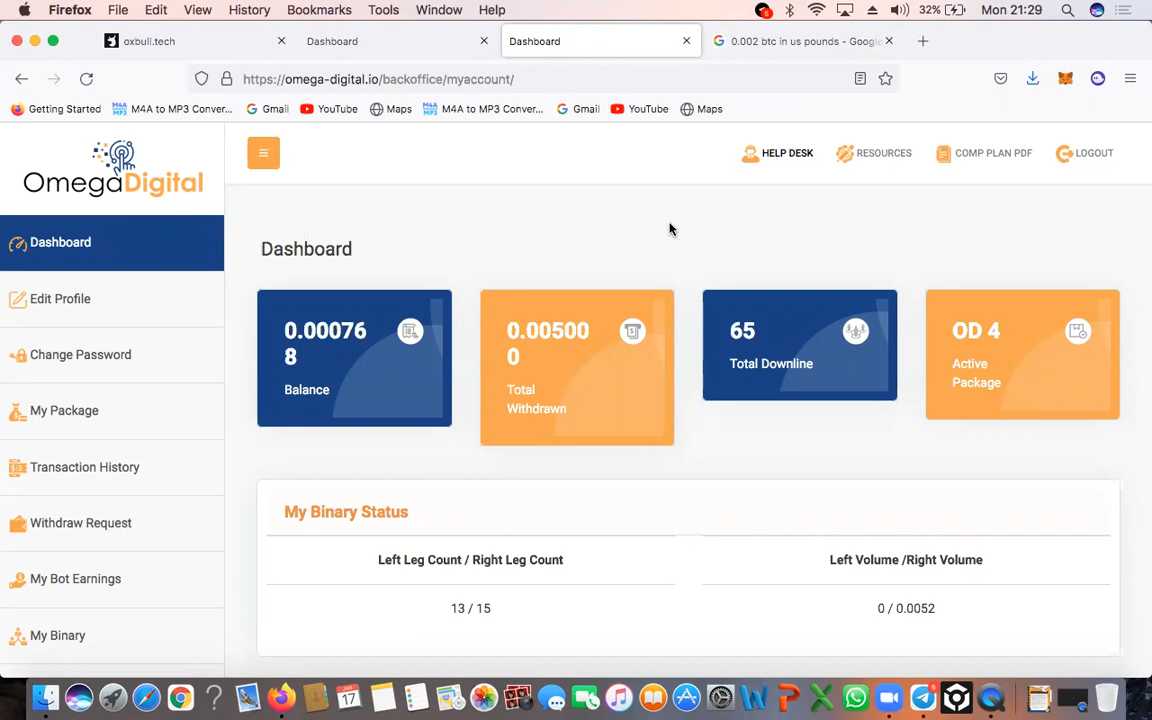 Firefox File Edit View History Bookmarks Tools Window Help 32% Mon 21:29
oxbull.tech Dashboard Dashboard 0.002 btc in us pounds - Google
https://omega-digital.io/backoffice/myaccount/
Getting Started M4A to MP3 Conver... Gmail YouTube Maps M4A to MP3 Conver... Gmail YouTube Maps
OmegaDigital
HELP DESK RESOURCES COMP PLAN PDF LOGOUT
Dashboard
Edit Profile
Change Password
My Package
Transaction History
Withdraw Request
My Bot Earnings
My Binary
Dashboard
0.00076
8
Balance
0.00500
0
Total
Withdrawn
65
Total Downline
OD 4
Active
Package
My Binary Status
Left Leg Count / Right Leg Count Left Volume /Right Volume
13 / 15 0 / 0.0052